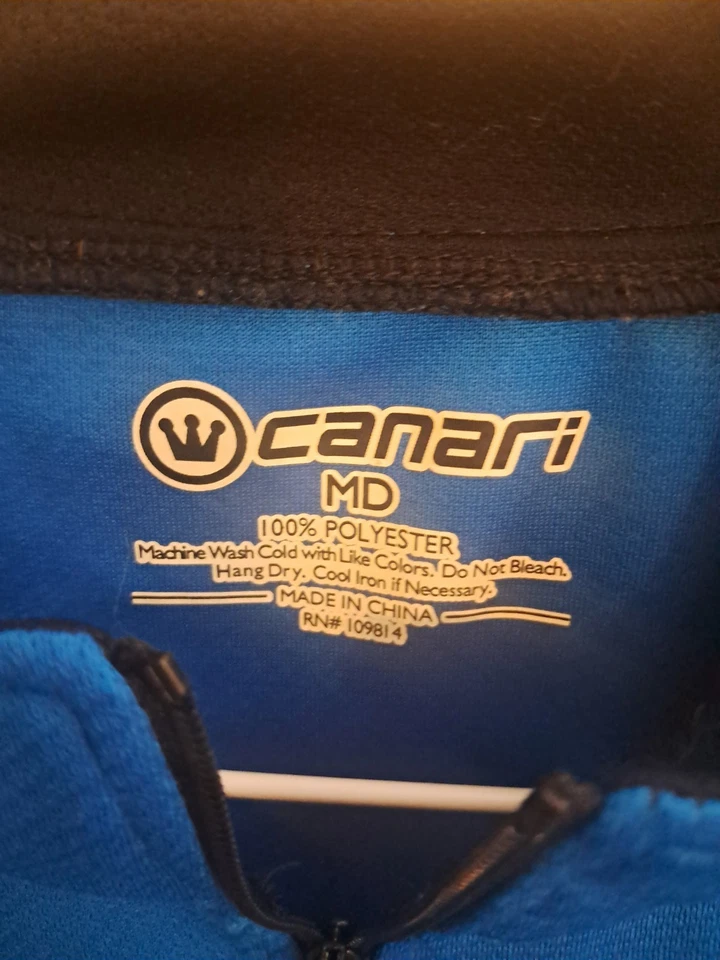 canari
MD
100% POLYESTER
Machine Wash Cold with Like Colors. Do Not Bleach.
Hang Dry. Cool Iron if Necessary.
MADE IN CHINA
RN# 109814